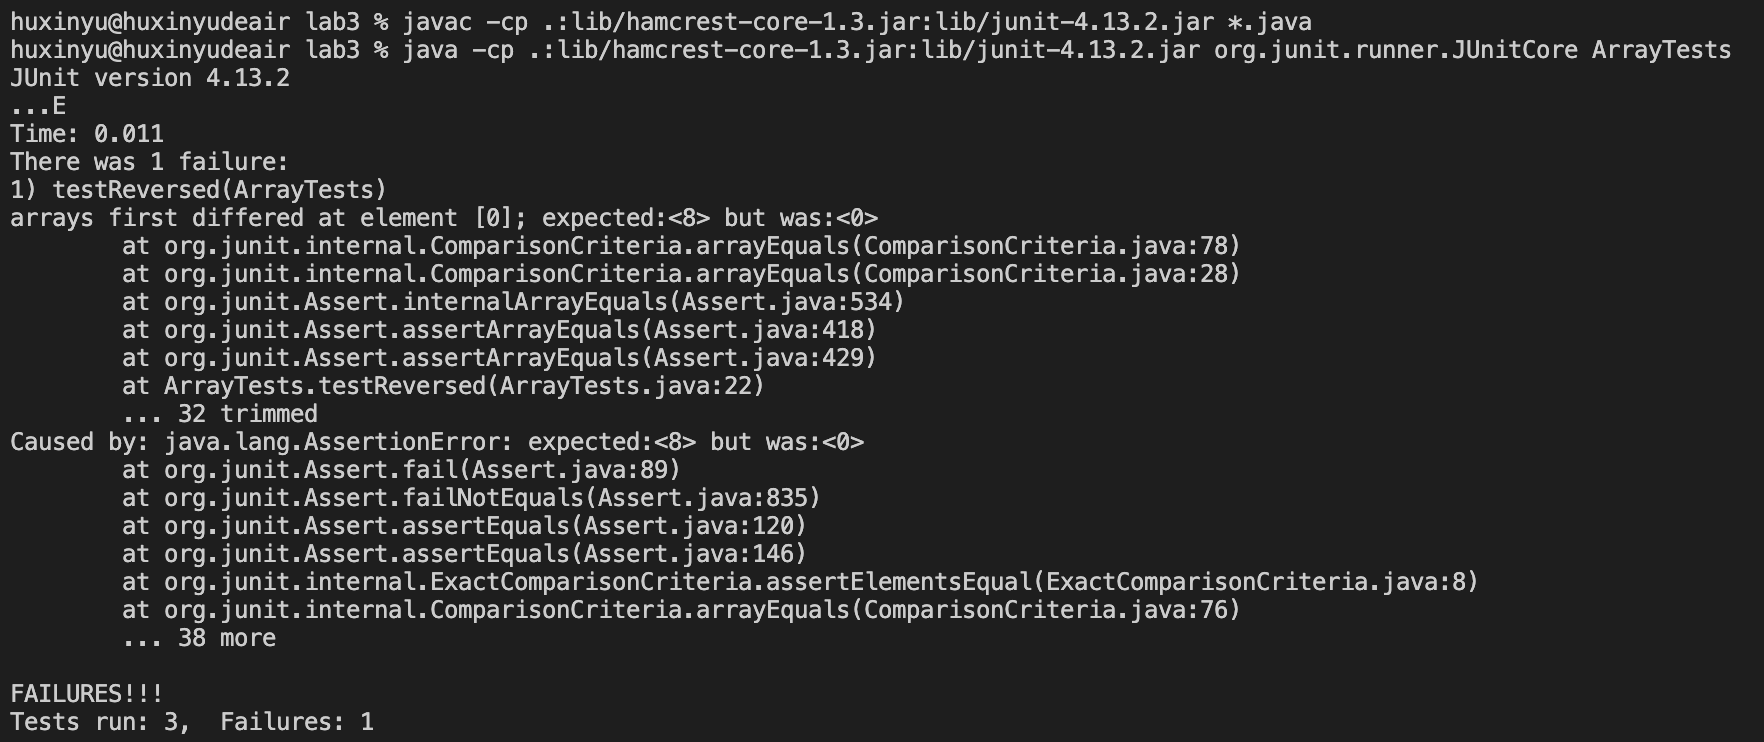 huxinyu@huxinyudeair lab3 % javac -cp .:lib/hamcrest-core-1.3.jar:lib/junit-4.13.2.jar *.java
huxinyu@huxinyudeair lab3 % java -cp .:lib/hamcrest-core-1.3.jar:lib/junit-4.13.2.jar org.junit.runner.JUnitCore ArrayTests
JUnit version 4.13.2
...E
Time: 0.011
There was 1 failure:
1) testReversed(ArrayTests)
arrays first differed at element [0]; expected:<8> but was:<0>
        at org.junit.internal.ComparisonCriteria.arrayEquals(ComparisonCriteria.java:78)
        at org.junit.internal.ComparisonCriteria.arrayEquals(ComparisonCriteria.java:28)
        at org.junit.Assert.internalArrayEquals(Assert.java:534)
        at org.junit.Assert.assertArrayEquals(Assert.java:418)
        at org.junit.Assert.assertArrayEquals(Assert.java:429)
        at ArrayTests.testReversed(ArrayTests.java:22)
        ... 32 trimmed
Caused by: java.lang.AssertionError: expected:<8> but was:<0>
        at org.junit.Assert.fail(Assert.java:89)
        at org.junit.Assert.failNotEquals(Assert.java:835)
        at org.junit.Assert.assertEquals(Assert.java:120)
        at org.junit.Assert.assertEquals(Assert.java:146)
        at org.junit.internal.ExactComparisonCriteria.assertElementsEqual(ExactComparisonCriteria.java:8)
        at org.junit.internal.ComparisonCriteria.arrayEquals(ComparisonCriteria.java:76)
        ... 38 more

FAILURES!!!
Tests run: 3,  Failures: 1